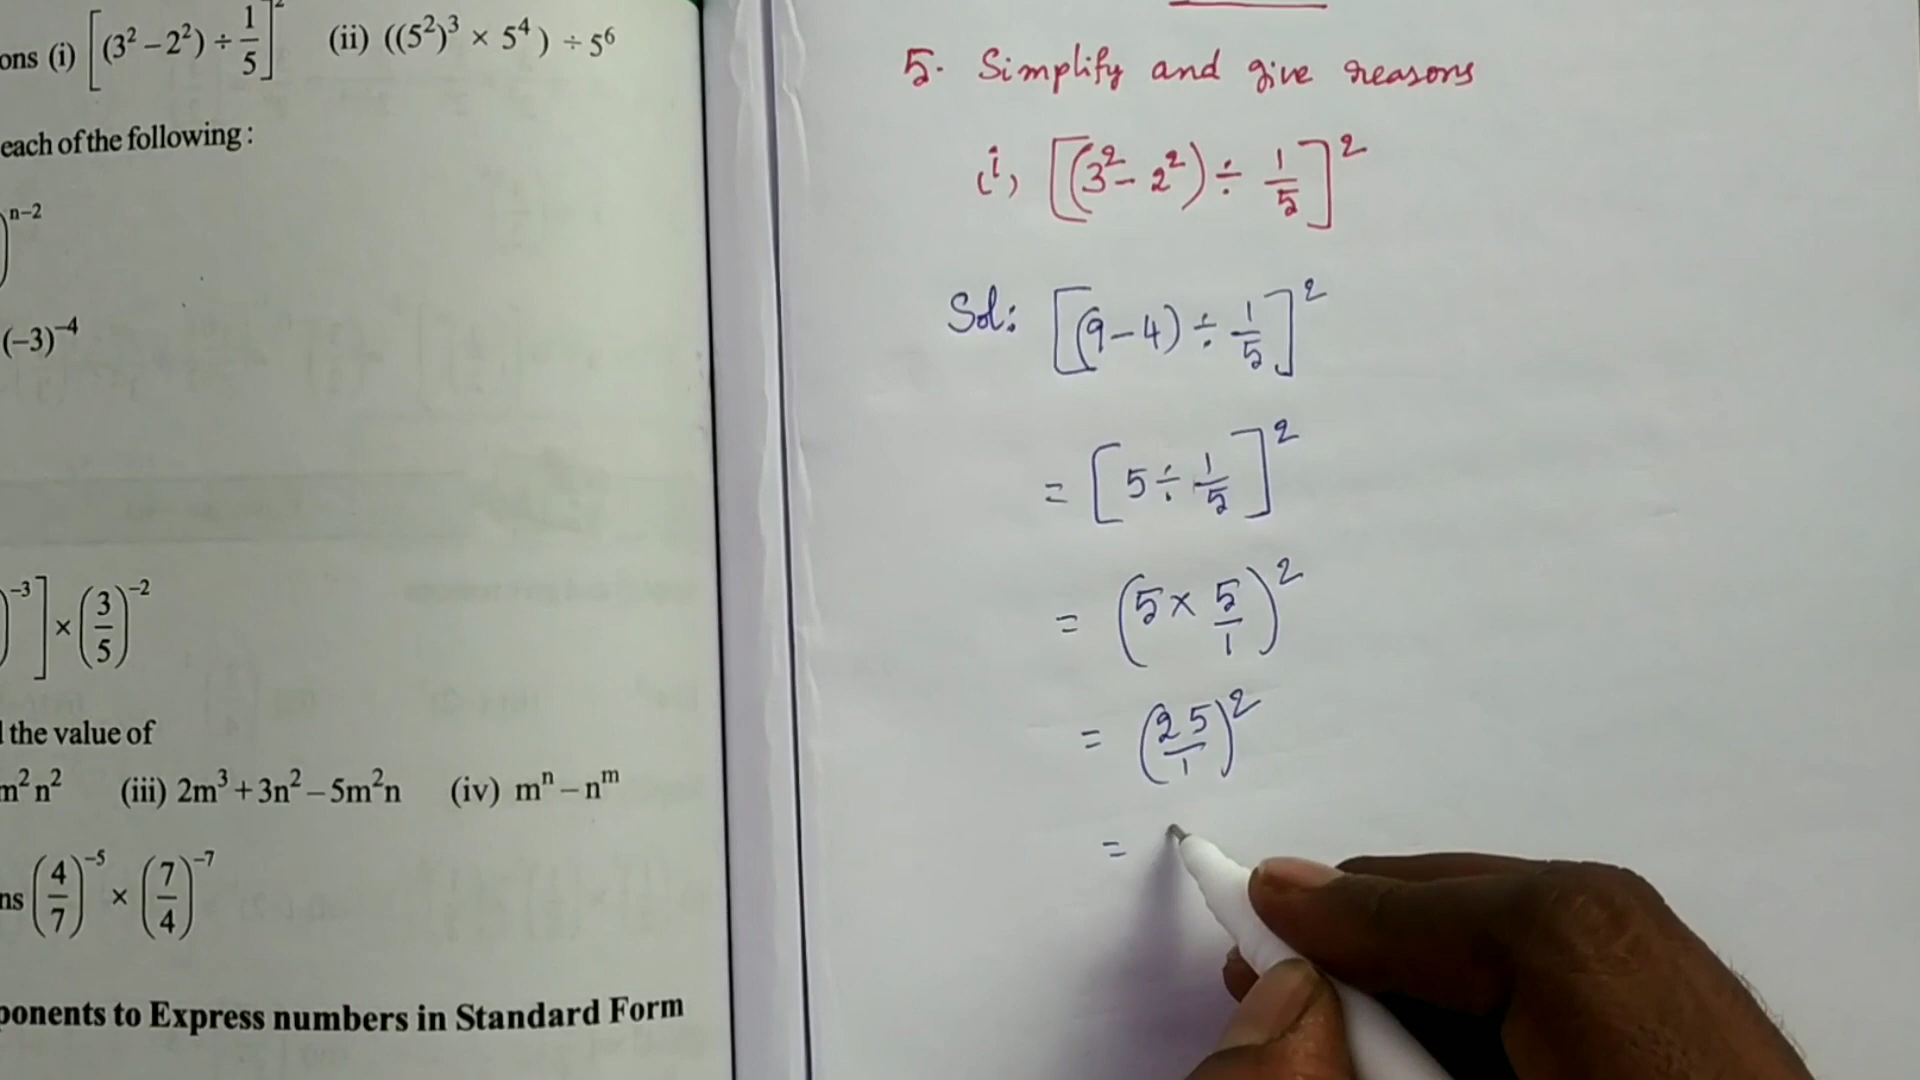 ons (i) [(3² – 2²) ÷ 1/5]² (ii) ((5²)³ × 5⁴) ÷ 5⁶
each of the following :
)ⁿ⁻²
(–3)⁻⁴
)⁻³] × (3/5)⁻²
the value of
m²n² (iii) 2m³ + 3n² – 5m²n (iv) mⁿ – nᵐ
ns (4/7)⁻⁵ × (7/4)⁻⁷
ponents to Express numbers in Standard Form
5. Simplify and give reasons
(i) [(3² - 2²) ÷ 1/5]²
Sol: [(9-4) ÷ 1/5]²
= [5 ÷ 1/5]²
= (5 × 5/1)²
= (25/1)²
=